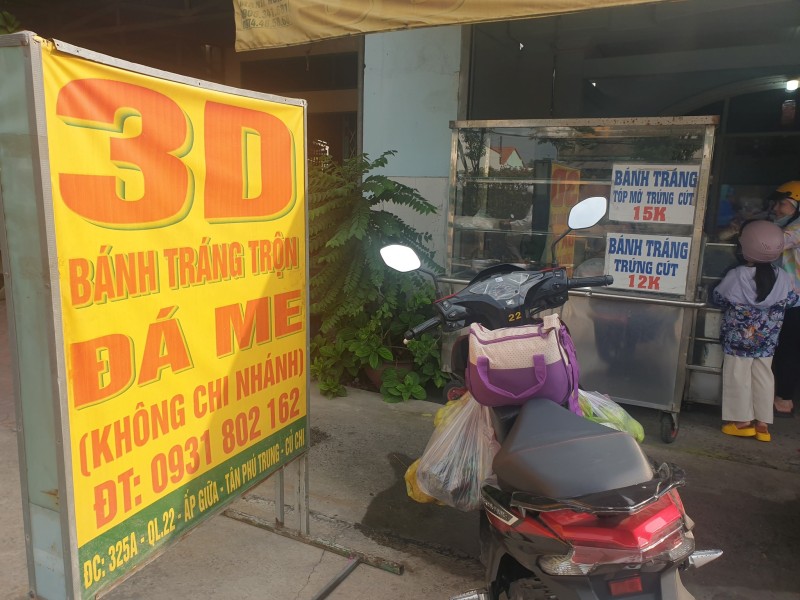 3D
BÁNH TRÁNG TRỘN
ĐÁ ME
(KHÔNG CHI NHÁNH)
ĐT: 0931 802 162
ĐC: 325A - QL.22 - ẤP GIỮA - TÂN PHÚ TRUNG - CỦ CHI
BÁNH TRÁNG
TÓP MỠ TRỨNG CÚT
15K
BÁNH TRÁNG
TRỨNG CÚT
12K
22